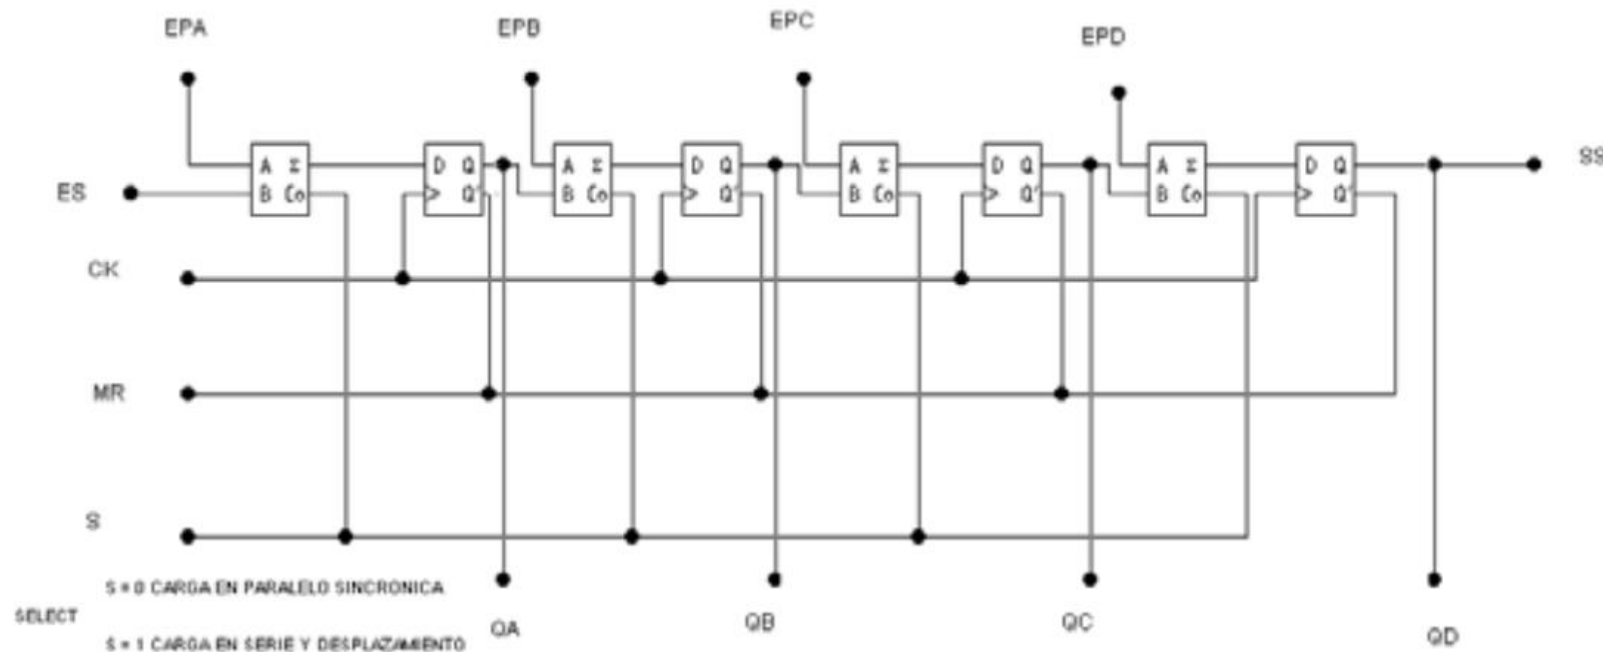 EPA
EPB
EPC
EPD
A Σ
B Co
D Q
> Q'
A Σ
B Co
D Q
> Q'
A Σ
B Co
D Q
> Q'
A Σ
B Co
D Q
> Q'
SS
ES
CK
MR
S
S = 0 CARGA EN PARALELO SINCRONICA
SELECT
S = 1 CARGA EN SERIE Y DESPLAZAMIENTO
QA
QB
QC
QD